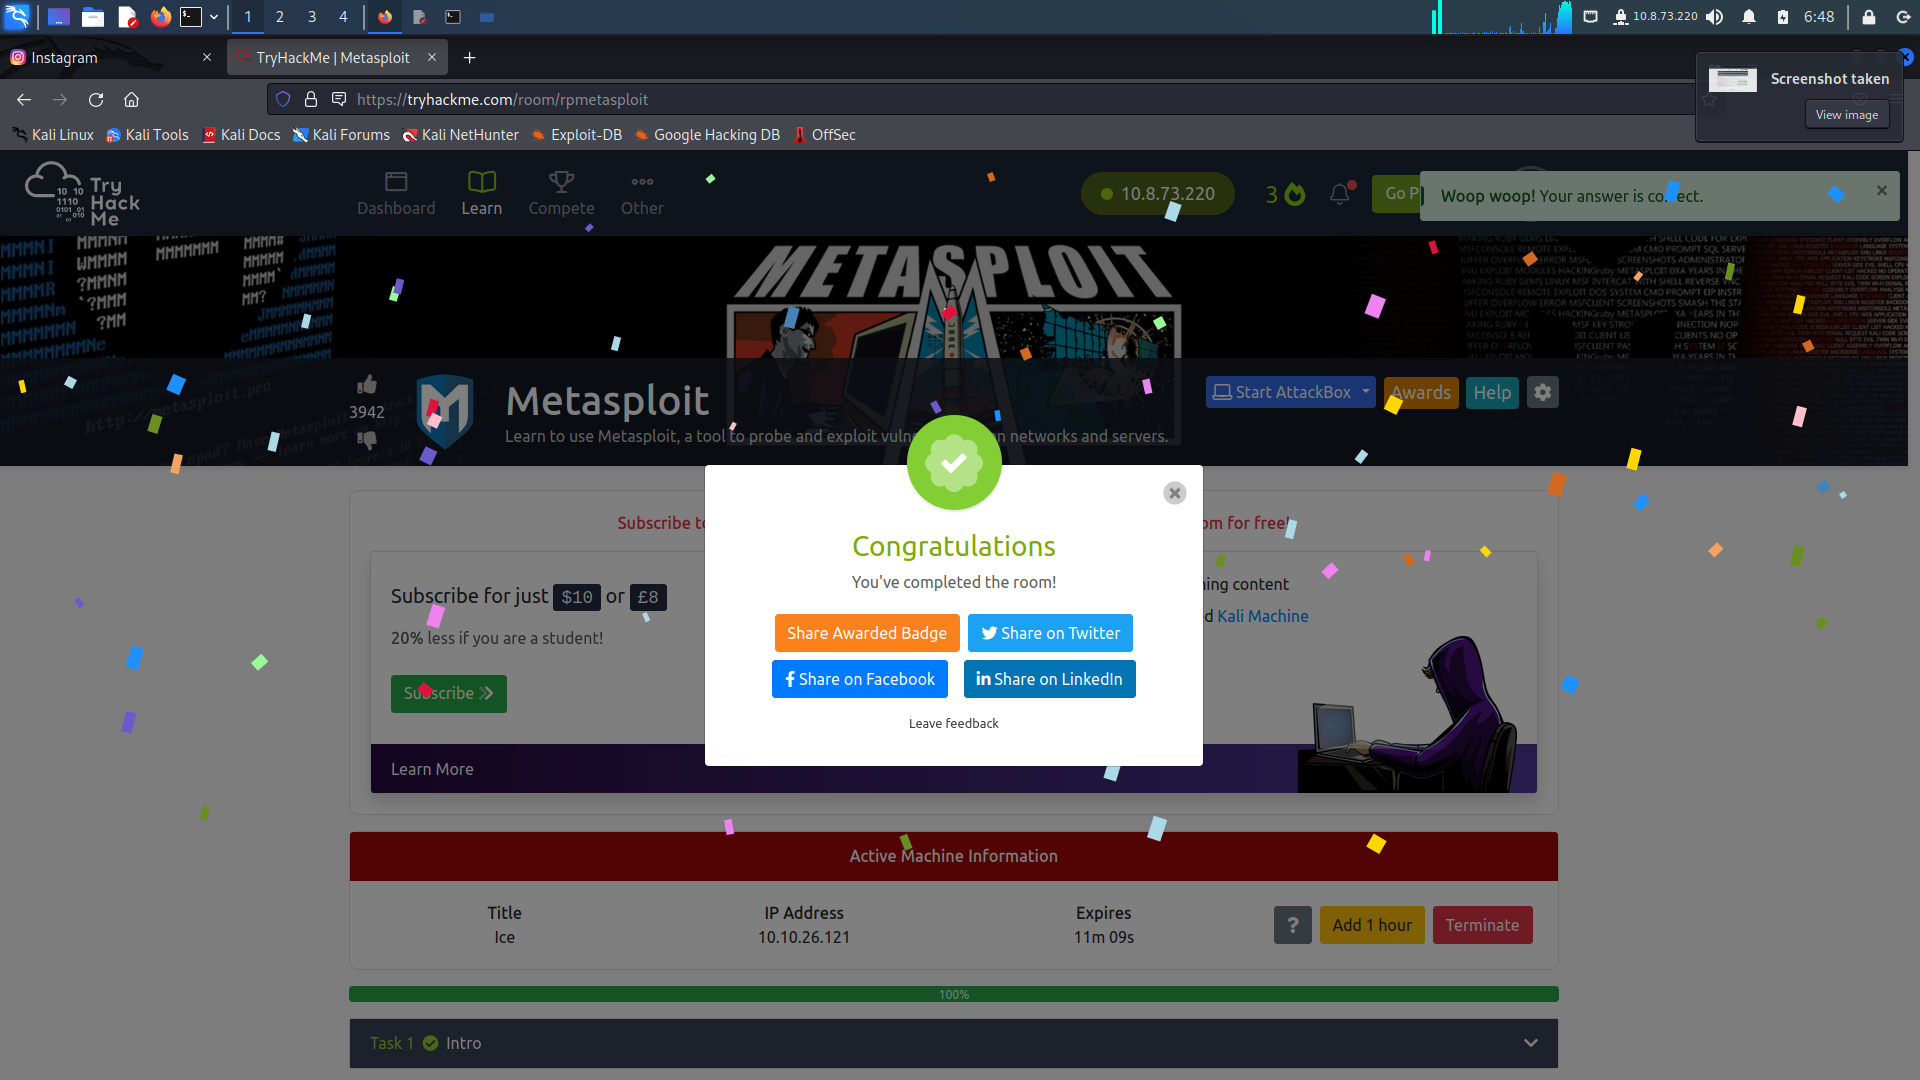 1 2 3 4
10.8.73.220 6:48
Instagram
TryHackMe | Metasploit
Screenshot taken
View image
https://tryhackme.com/room/rpmetasploit
Kali Linux Kali Tools Kali Docs Kali Forums Kali NetHunter Exploit-DB Google Hacking DB OffSec
Try
Hack
Me
Dashboard Learn Compete Other
10.8.73.220
3
Go P
Woop woop! Your answer is correct.
METASPLOIT
3942
Metasploit
Learn to use Metasploit, a tool to probe and exploit vulne n networks and servers.
Start AttackBox Awards Help
Subscribe to
om for free!
Congratulations
You've completed the room!
Share Awarded Badge Share on Twitter
Share on Facebook Share on LinkedIn
Leave feedback
Subscribe for just $10 or £8
20% less if you are a student!
Subscribe
ning content
d Kali Machine
Learn More
Active Machine Information
Title IP Address Expires
Ice 10.10.26.121 11m 09s
? Add 1 hour Terminate
100%
Task 1 Intro